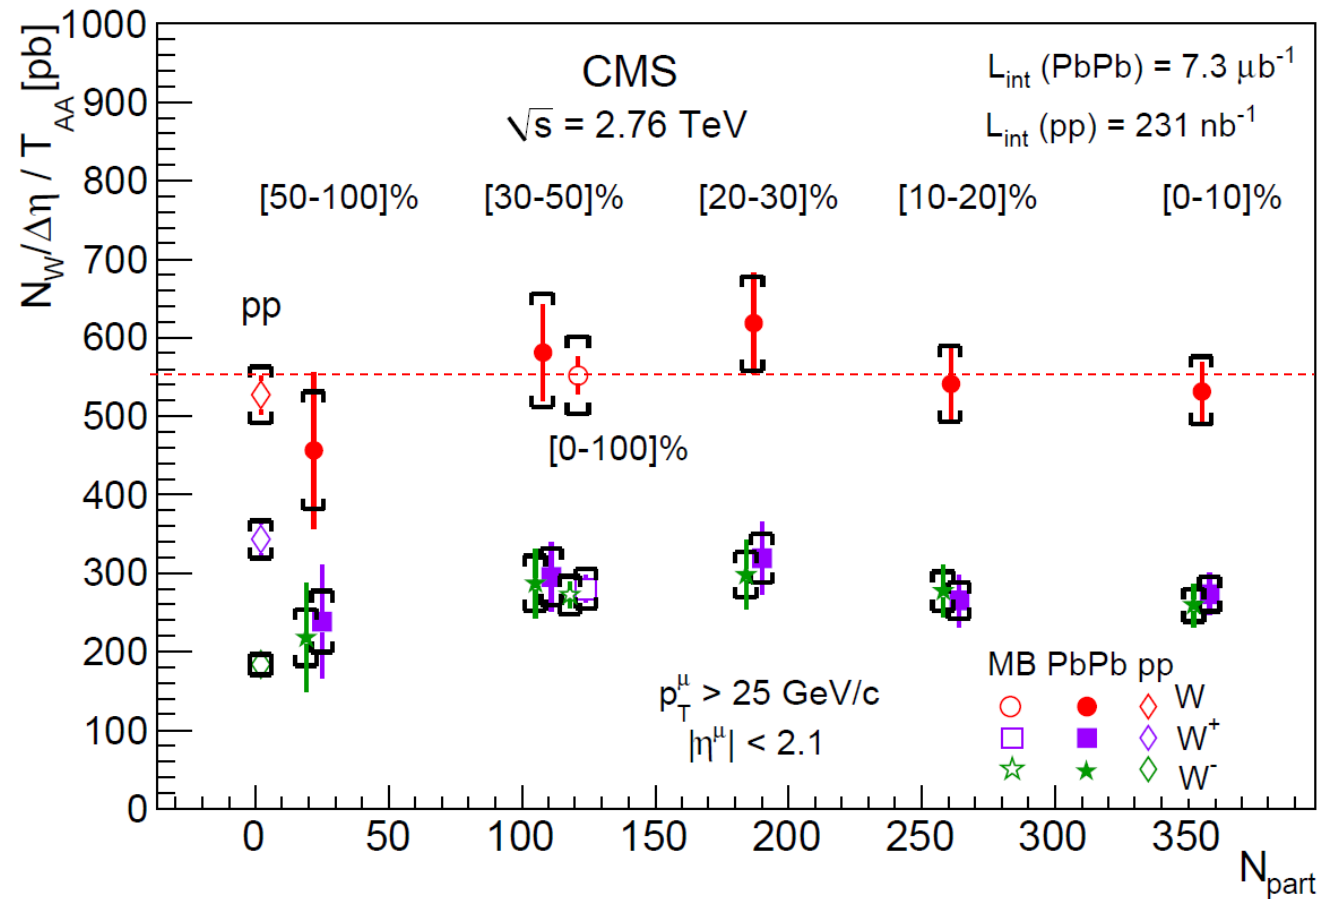 N_W/Δη / T_AA [pb]
1000
900
800
700
600
500
400
300
200
100
0
CMS
√s = 2.76 TeV
L_int (PbPb) = 7.3 μb^-1
L_int (pp) = 231 nb^-1
[50-100]% [30-50]% [20-30]% [10-20]% [0-10]%
pp
[0-100]%
p_T^μ > 25 GeV/c
|η^μ| < 2.1
MB PbPb pp
W
W^+
W^-
0 50 100 150 200 250 300 350
N_part